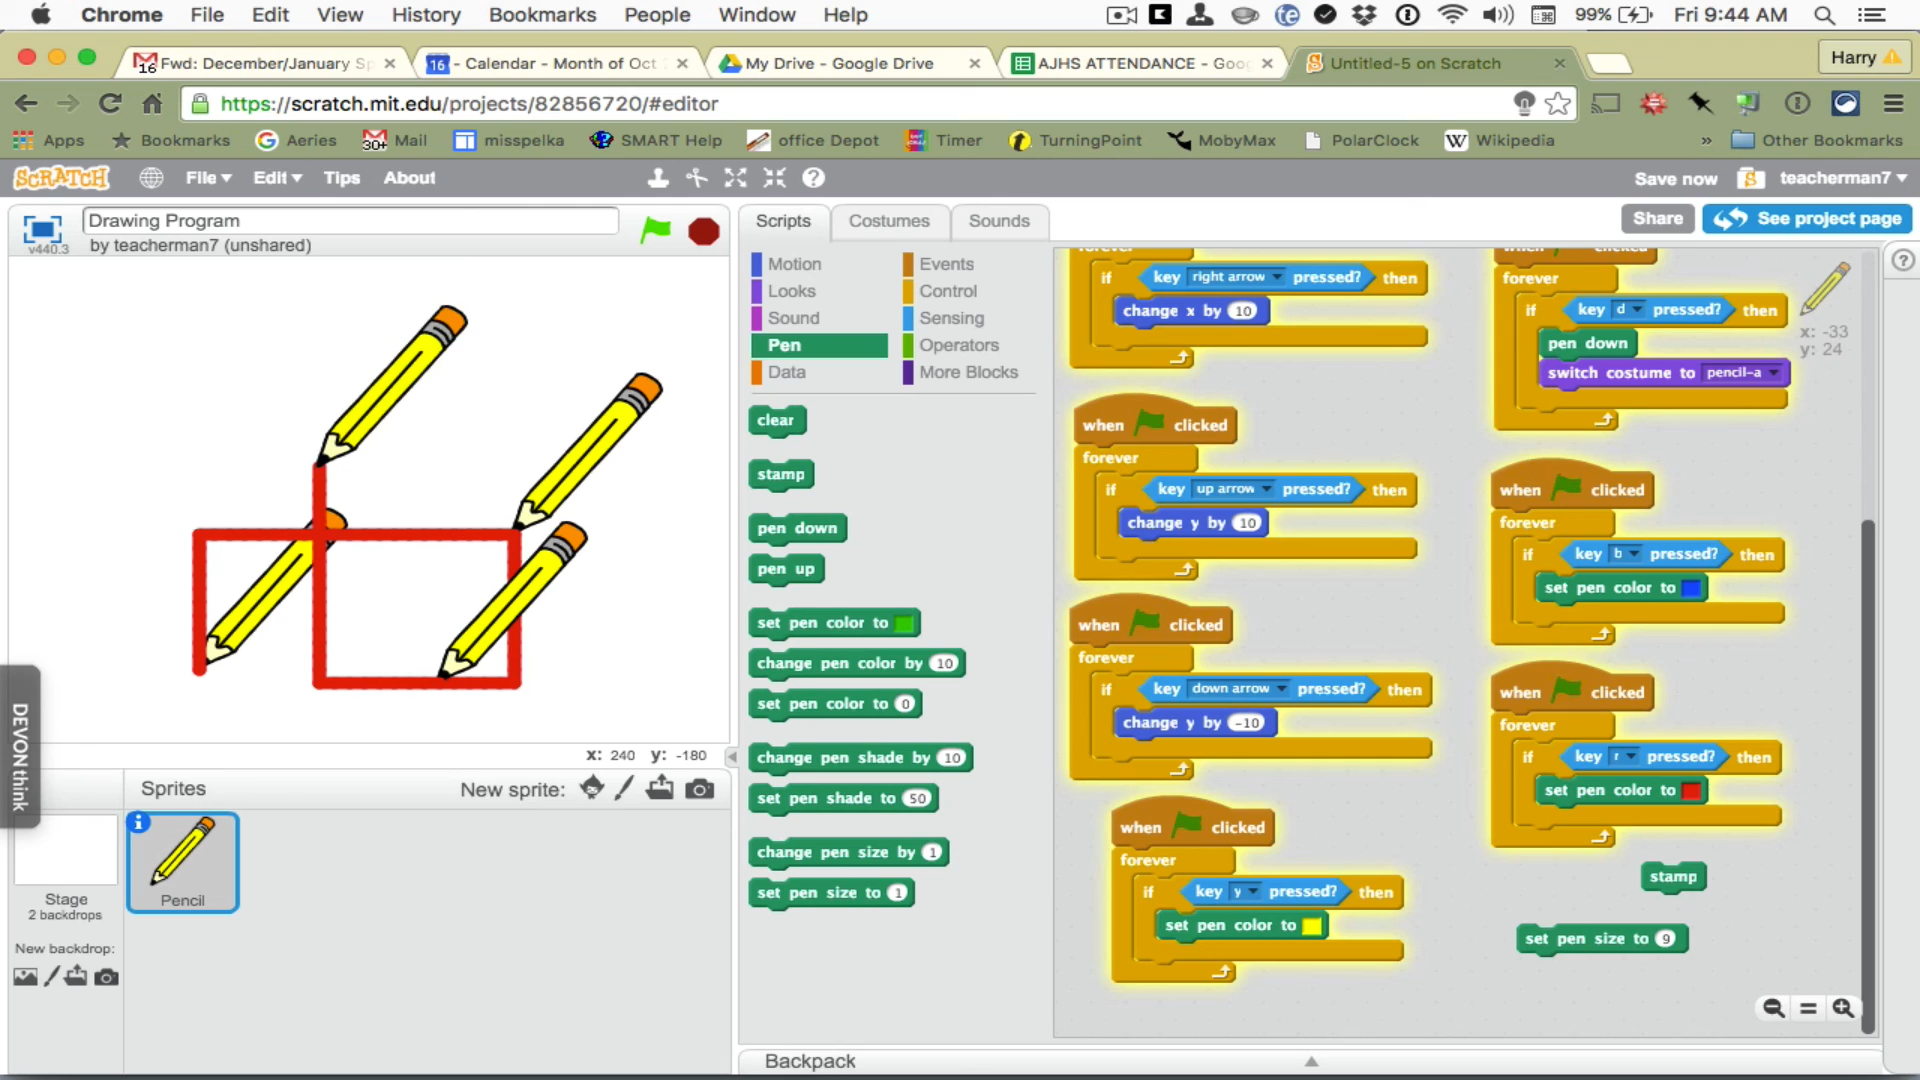 Chrome File Edit View History Bookmarks People Window Help 99% Fri 9:44 AM
16 Fwd: December/January Sp 16 - Calendar - Month of Oct My Drive - Google Drive AJHS ATTENDANCE - Goog Untitled-5 on Scratch Harry
https://scratch.mit.edu/projects/82856720/#editor
Apps Bookmarks Aeries 30+ Mail misspelka SMART Help office Depot Timer TurningPoint MobyMax PolarClock Wikipedia » Other Bookmarks
SCRATCH File Edit Tips About Save now teacherman7
v440.3
Drawing Program
by teacherman7 (unshared)
Scripts Costumes Sounds Share See project page
Motion
Looks
Sound
Pen
Data
Events
Control
Sensing
Operators
More Blocks
clear
stamp
pen down
pen up
set pen color to
change pen color by 10
set pen color to 0
change pen shade by 10
set pen shade to 50
change pen size by 1
set pen size to 1
forever
if key right arrow pressed? then
change x by 10
when clicked
forever
if key up arrow pressed? then
change y by 10
when clicked
forever
if key down arrow pressed? then
change y by -10
when clicked
forever
if key y pressed? then
set pen color to
when clicked
forever
if key d pressed? then
pen down
switch costume to pencil-a
when clicked
forever
if key b pressed? then
set pen color to
when clicked
forever
if key r pressed? then
set pen color to
stamp
set pen size to 9
x: -33
y: 24
x: 240 y: -180
DEVONthink
Sprites New sprite:
Stage
2 backdrops
New backdrop:
Pencil
Backpack